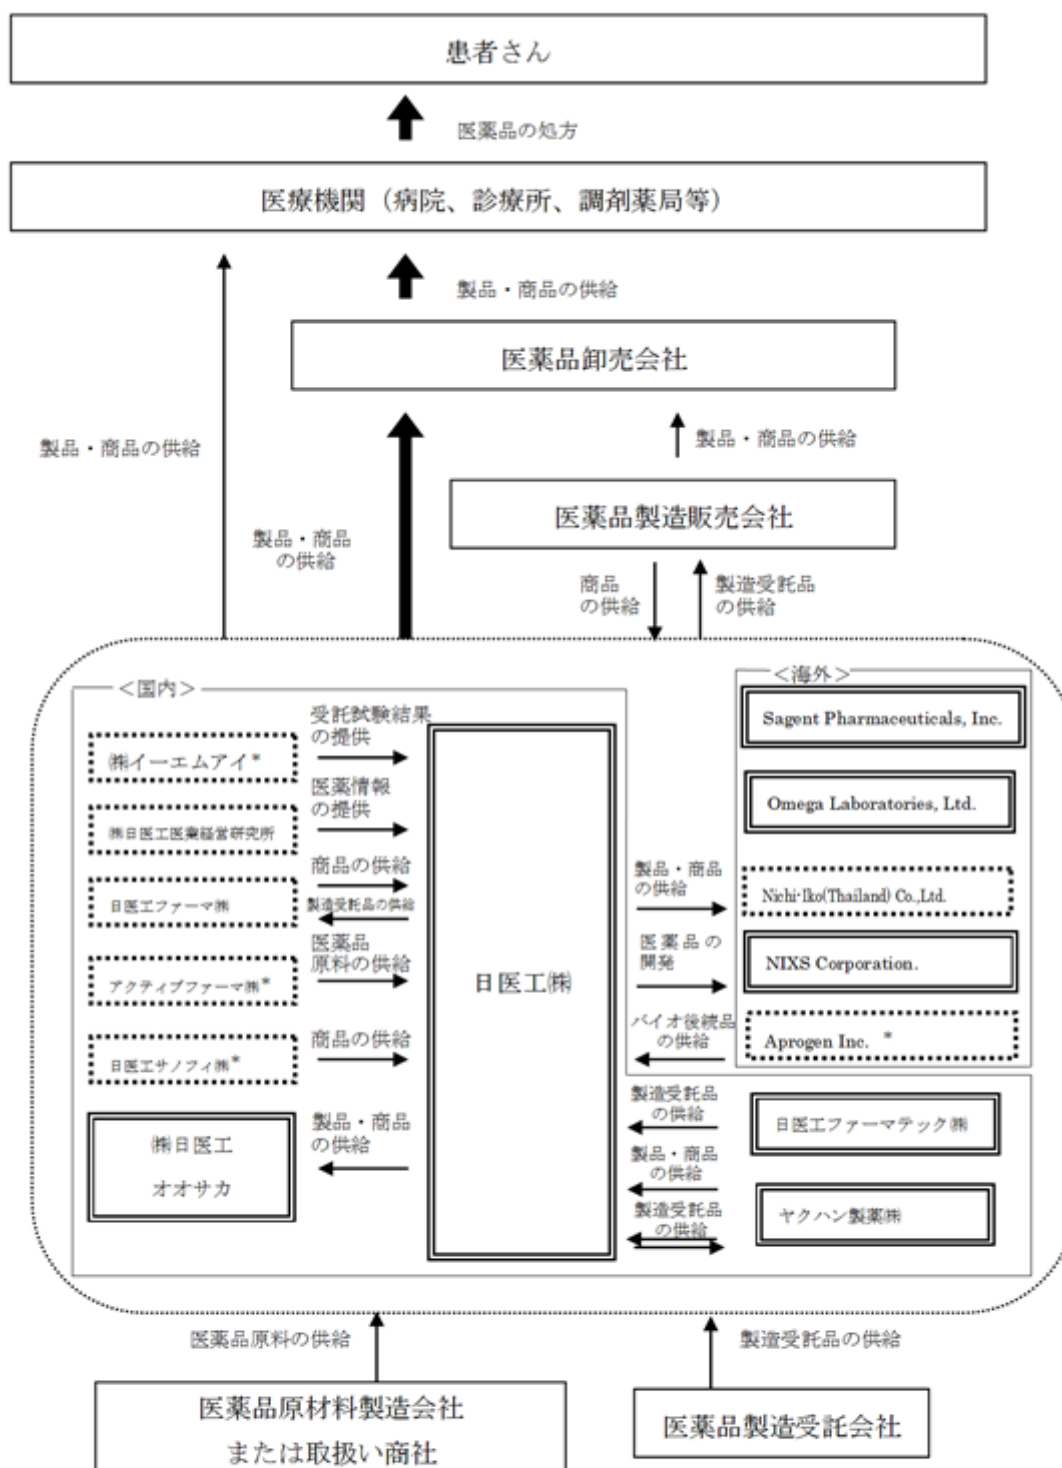 患者さん
医薬品の処方
医療機関（病院、診療所、調剤薬局等）
製品・商品の供給
医薬品卸売会社
製品・商品の供給
製品・商品の供給
医薬品製造販売会社
製品・商品
の供給
商品
の供給
製造受託品
の供給
＜国内＞
＜海外＞
受託試験結果
の提供
㈱イーエムアイ*
医薬情報
の提供
㈱日医工医業経営研究所
商品の供給
日医工ファーマ㈱
製造受託品の供給
医薬品
原料の供給
アクティブファーマ㈱*
商品の供給
日医工サノフィ㈱*
製品・商品
の供給
㈱日医工
オオサカ
日医工㈱
Sagent Pharmaceuticals, Inc.
Omega Laboratories, Ltd.
製品・商品
の供給
Nichi-Iko(Thailand) Co.,Ltd.
医薬品の
開発
NIXS Corporation.
バイオ後続品
の供給
Aprogen Inc. *
製造受託品
の供給
日医工ファーマテック㈱
製品・商品
の供給
製造受託品
の供給
ヤクハン製薬㈱
医薬品原料の供給
製造受託品の供給
医薬品原材料製造会社
または取扱い商社
医薬品製造受託会社